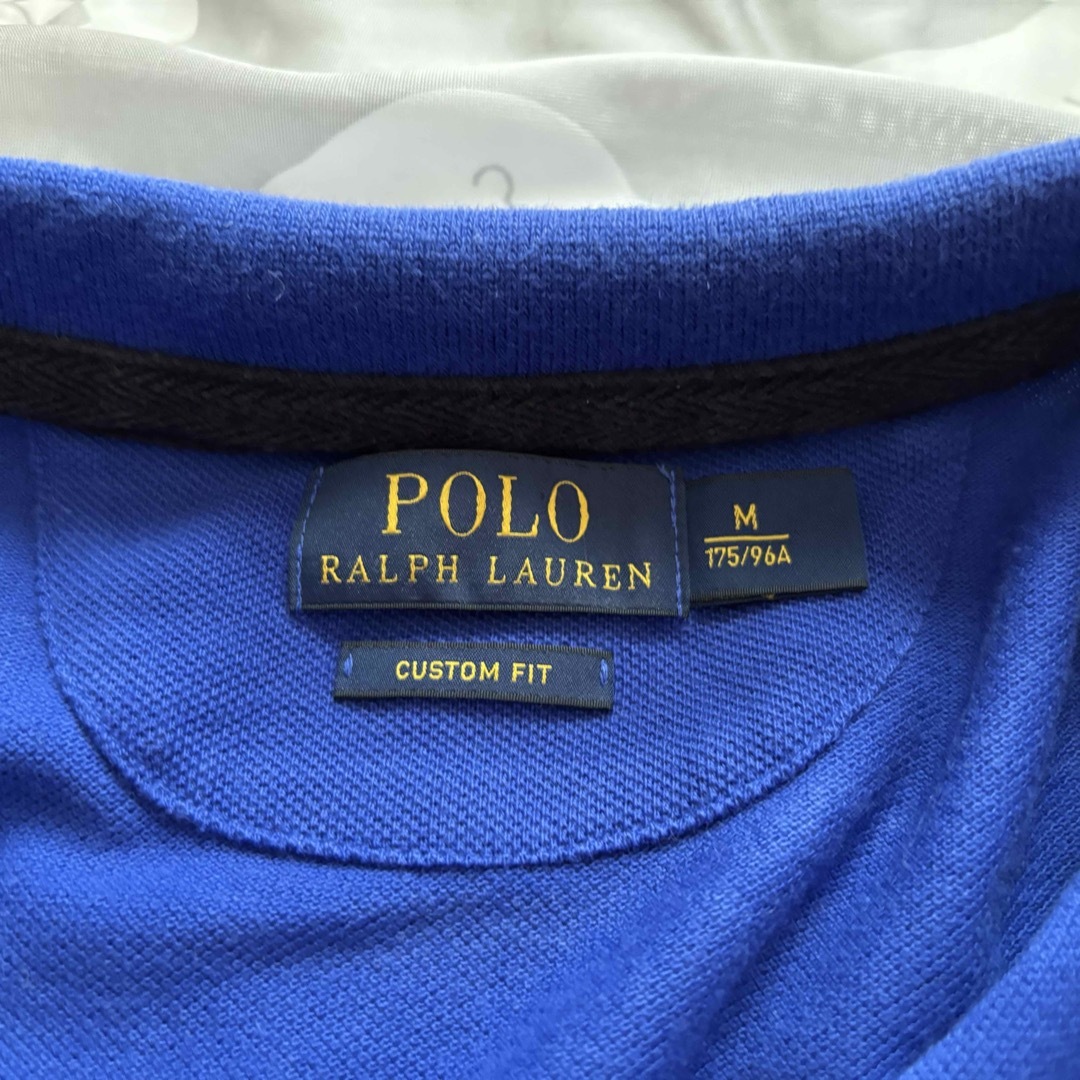 POLO
RALPH LAUREN
M
175/96A
CUSTOM FIT